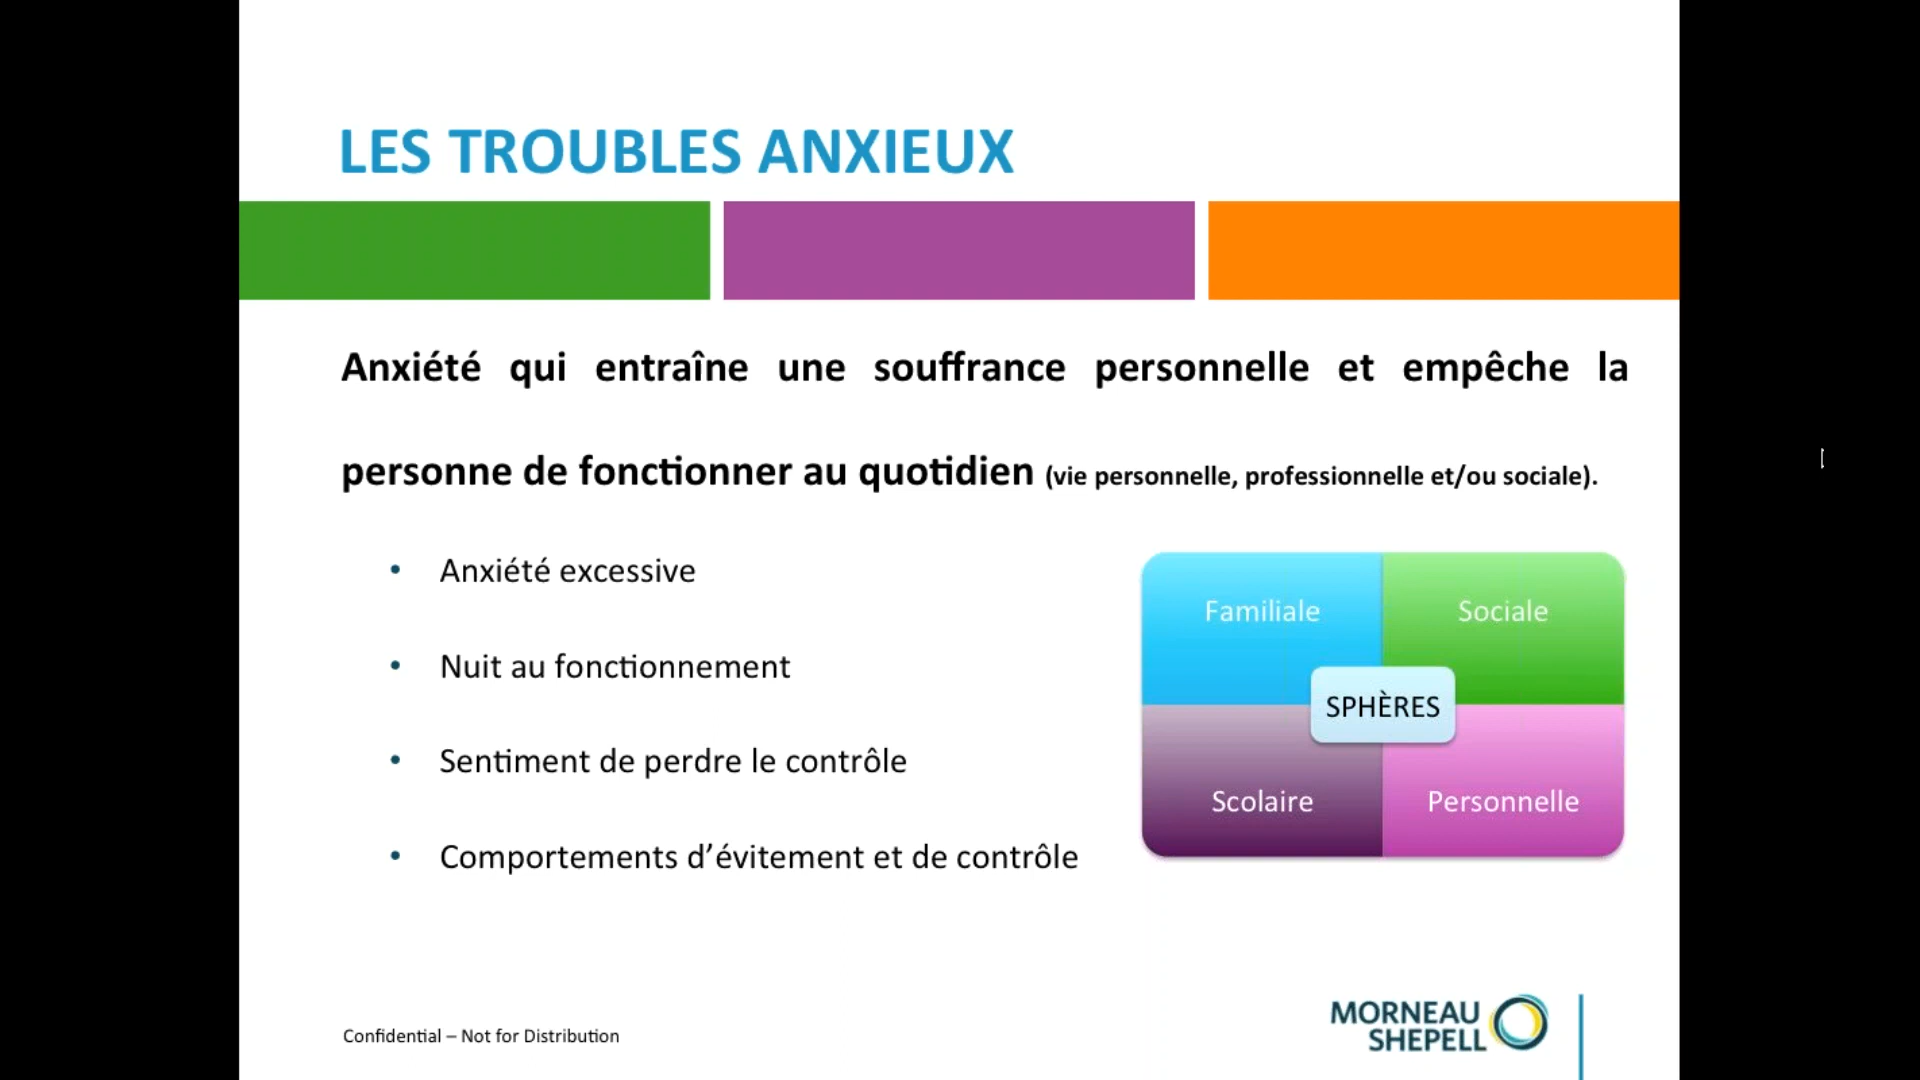 LES TROUBLES ANXIEUX
Anxiété qui entraîne une souffrance personnelle et empêche la
personne de fonctionner au quotidien (vie personnelle, professionnelle et/ou sociale).
• Anxiété excessive
• Nuit au fonctionnement
• Sentiment de perdre le contrôle
• Comportements d’évitement et de contrôle
Familiale
Sociale
SPHÈRES
Scolaire
Personnelle
Confidential – Not for Distribution
MORNEAU
SHEPELL